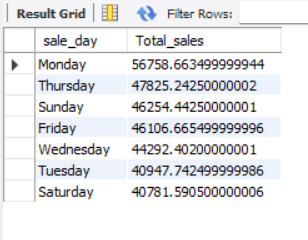 Result Grid Filter Rows:
sale_day Total_sales
Monday 56758.663499999944
Thursday 47825.24250000002
Sunday 46254.44250000001
Friday 46106.665499999996
Wednesday 44292.40200000001
Tuesday 40947.742499999986
Saturday 40781.590500000006